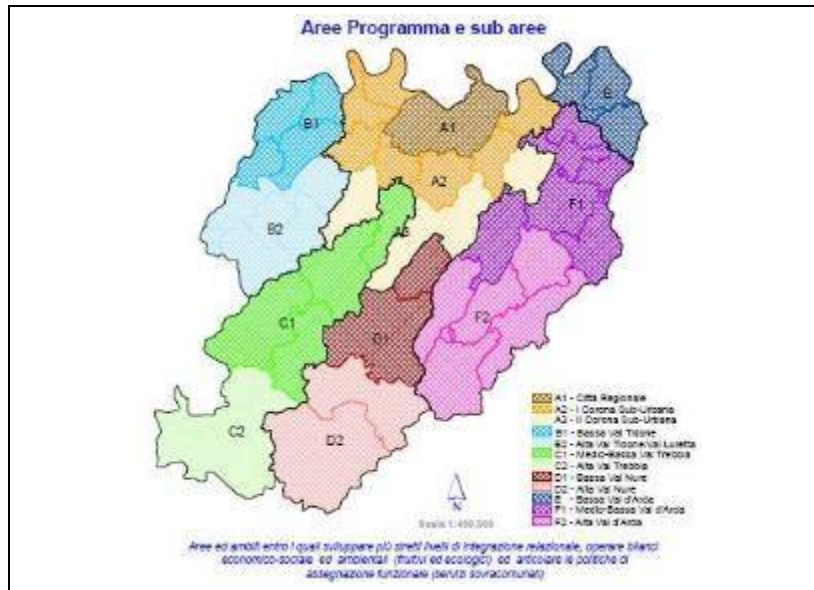 Aree Programma e sub aree
B1
A1
E
A2
F1
B2
A3
C1
D1
F2
C2
D2
A1 - Città Regionale
A2 - I Corona Sub-Urbana
A3 - II Corona Sub-Urbana
B1 - Bassa Val Tidone
B2 - Alta Val Tidone/Val Luretta
C1 - Medio-Bassa Val Trebbia
C2 - Alta Val Trebbia
D1 - Bassa Val Nure
D2 - Alta Val Nure
E - Bassa Val d'Arda
F1 - Medio-Bassa Val d'Arda
F2 - Alta Val d'Arda
N
Scala 1:400.000
Aree ed ambiti entro i quali sviluppare più stretti livelli di integrazione relazionale, operare bilanci
economico-sociale ed ambientali (fruitivi ed ecologici) ed articolare le politiche di
assegnazione funzionale (servizi sovracomunali)